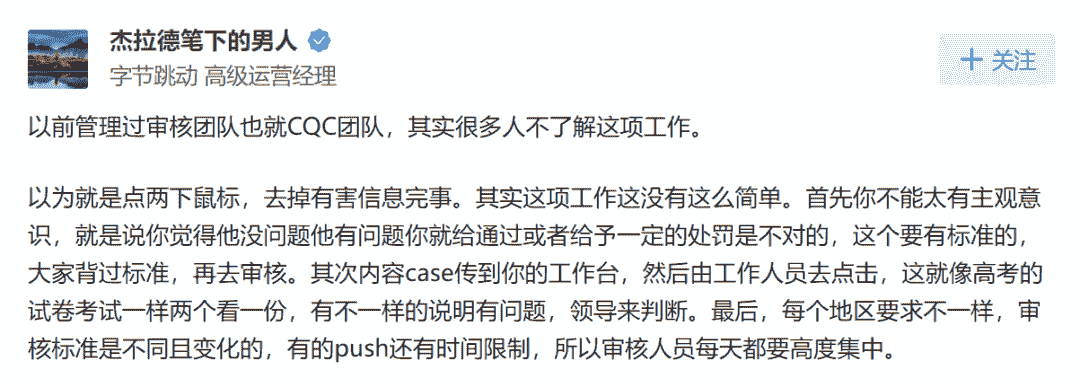 杰拉德笔下的男人
字节跳动 高级运营经理
+ 关注
以前管理过审核团队也就CQC团队，其实很多人不了解这项工作。
以为就是点两下鼠标，去掉有害信息完事。其实这项工作这没有这么简单。首先你不能太有主观意
识，就是说你觉得他没问题他有问题你就给通过或者给予一定的处罚是不对的，这个要有标准的，
大家背过标准，再去审核。其次内容case传到你的工作台，然后由工作人员去点击，这就像高考的
试卷考试一样两个看一份，有不一样的说明有问题，领导来判断。最后，每个地区要求不一样，审
核标准是不同且变化的，有的push还有时间限制，所以审核人员每天都要高度集中。